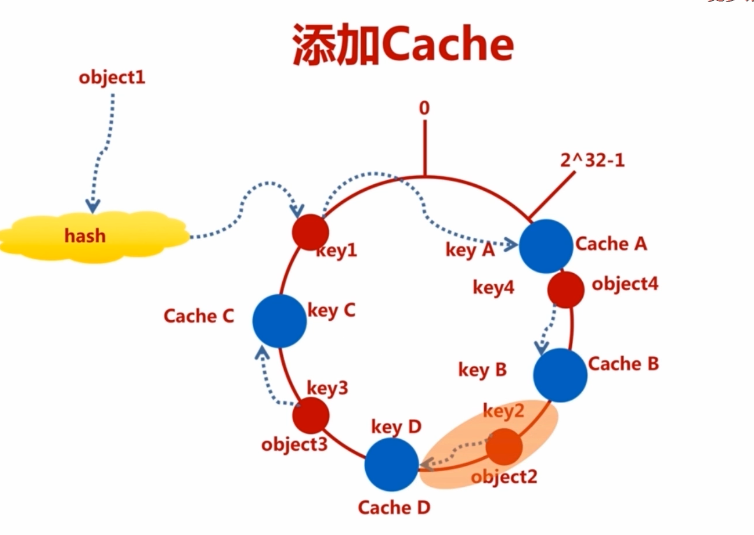 添加Cache
object1
0
2^32-1
hash
key1
key A
Cache A
key4
object4
Cache C
key C
key B
Cache B
key3
key2
object3
key D
object2
Cache D